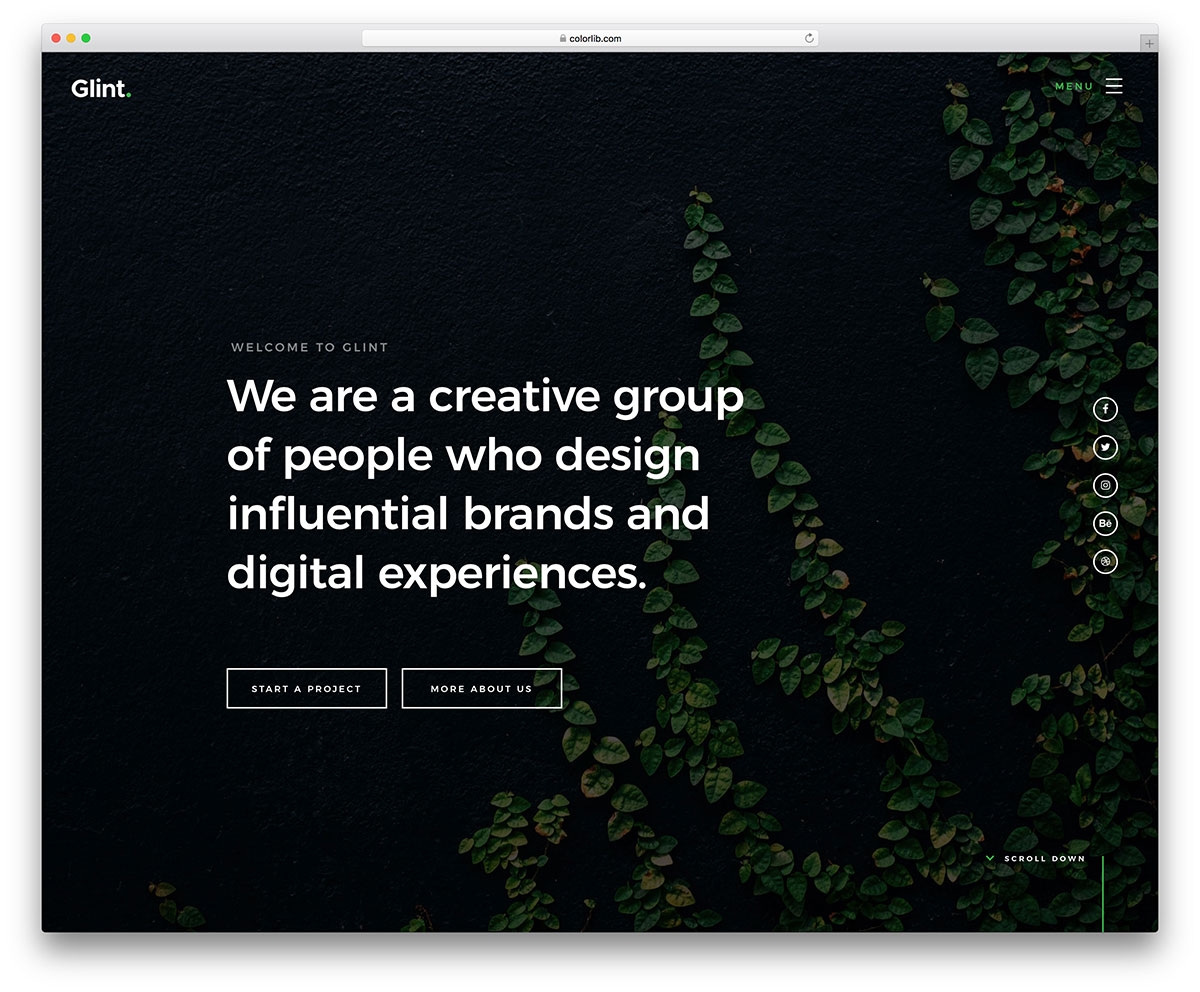 colorlib.com
Glint.
MENU
WELCOME TO GLINT
We are a creative group
of people who design
influential brands and
digital experiences.
Bē
START A PROJECT
MORE ABOUT US
SCROLL DOWN